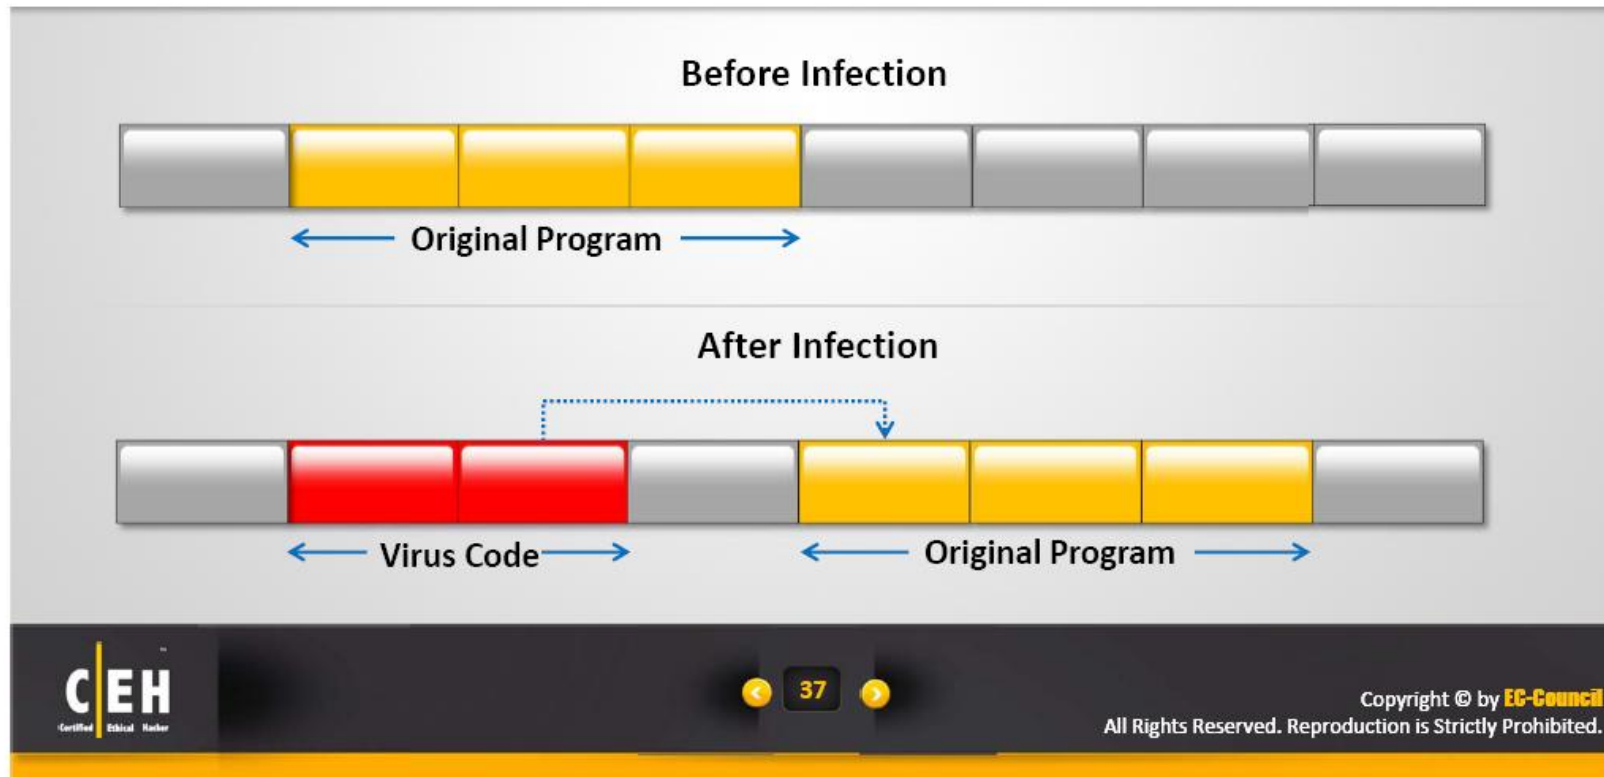 Before Infection
Original Program
After Infection
Virus Code
Original Program
CEH
Certified Ethical Hacker
37
Copyright © by EC-Council
All Rights Reserved. Reproduction is Strictly Prohibited.